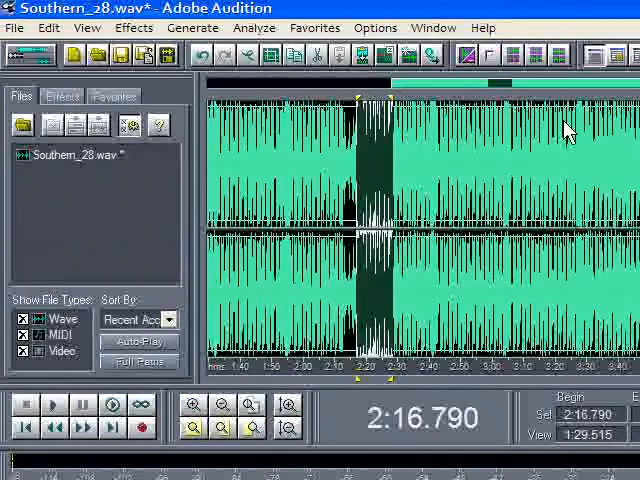 Southern_28.wav* - Adobe Audition
File Edit View Effects Generate Analyze Favorites Options Window Help
Files Effects Favorites
Southern_28.wav *
Show File Types: Sort By:
Wave Recent Acc
MIDI Auto-Play
Video Full Paths
hms 1:40 1:50 2:00 2:10 2:20 2:30 2:40 2:50 3:00 3:10 3:20 3:30 3:40
2:16.790
Begin
Sel 2:16.790
View 1:29.515